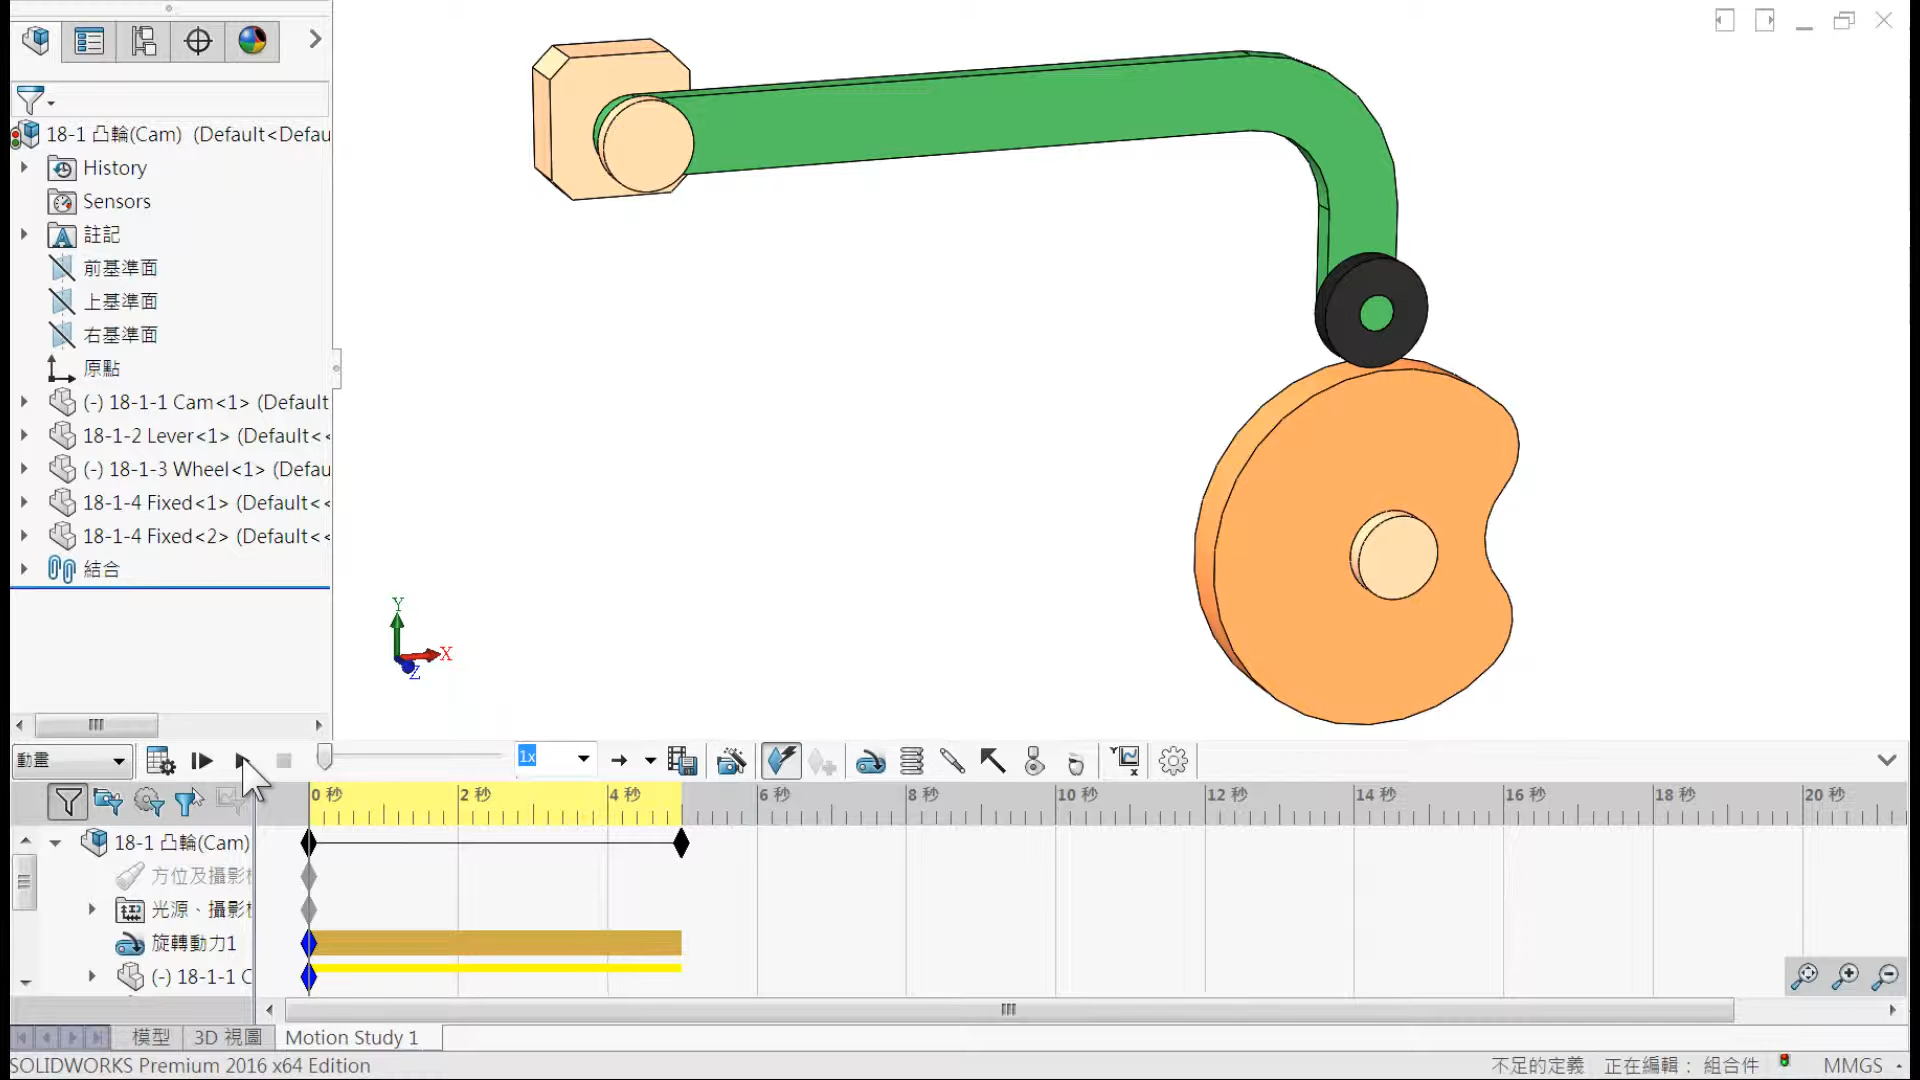 18-1 凸輪(Cam) (Default<Defau
History
Sensors
註記
前基準面
上基準面
右基準面
原點
(-) 18-1-1 Cam<1> (Default
18-1-2 Lever<1> (Default<<
(-) 18-1-3 Wheel<1> (Defau
18-1-4 Fixed<1> (Default<<
18-1-4 Fixed<2> (Default<<
結合
Y
X
Z
動畫
1x
0 秒 2 秒 4 秒 6 秒 8 秒 10 秒 12 秒 14 秒 16 秒 18 秒 20 秒
18-1 凸輪(Cam)
方位及攝影
光源、攝影
旋轉動力1
(-) 18-1-1 C
模型 3D 視圖 Motion Study 1
SOLIDWORKS Premium 2016 x64 Edition 不足的定義 正在編輯： 組合件 MMGS